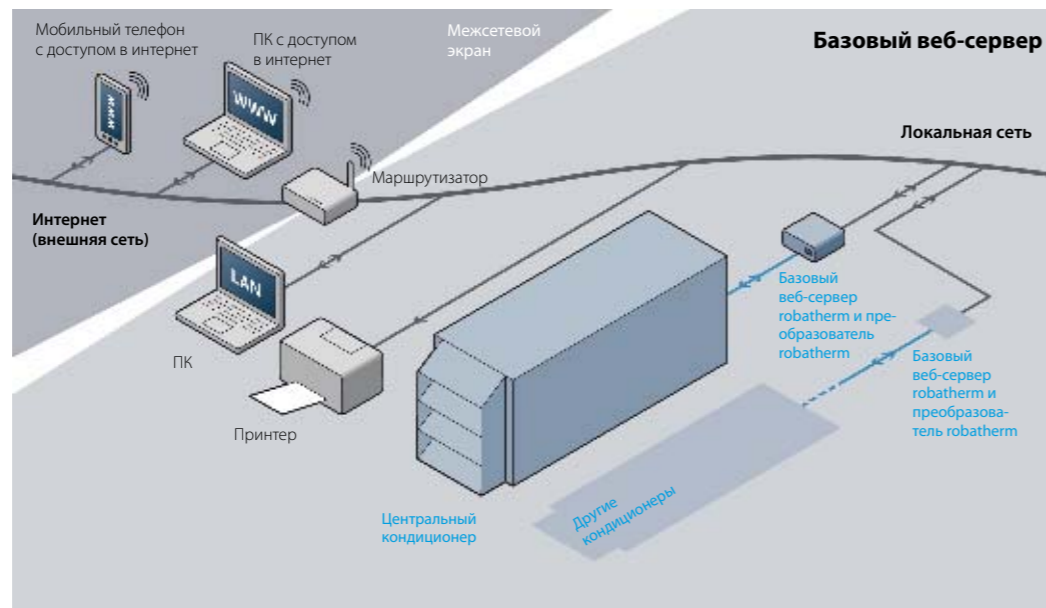 Мобильный телефон
с доступом в интернет
ПК с доступом
в интернет
Межсетевой
экран
Базовый веб-сервер
WWW
WWW
Локальная сеть
Маршрутизатор
Интернет
(внешняя сеть)
LAN
ПК
Принтер
Базовый
веб-сервер
robatherm и пре-
образователь
robatherm
Базовый
веб-сервер
robatherm и
преобразова-
тель robatherm
Центральный
кондиционер
Другие
кондиционеры